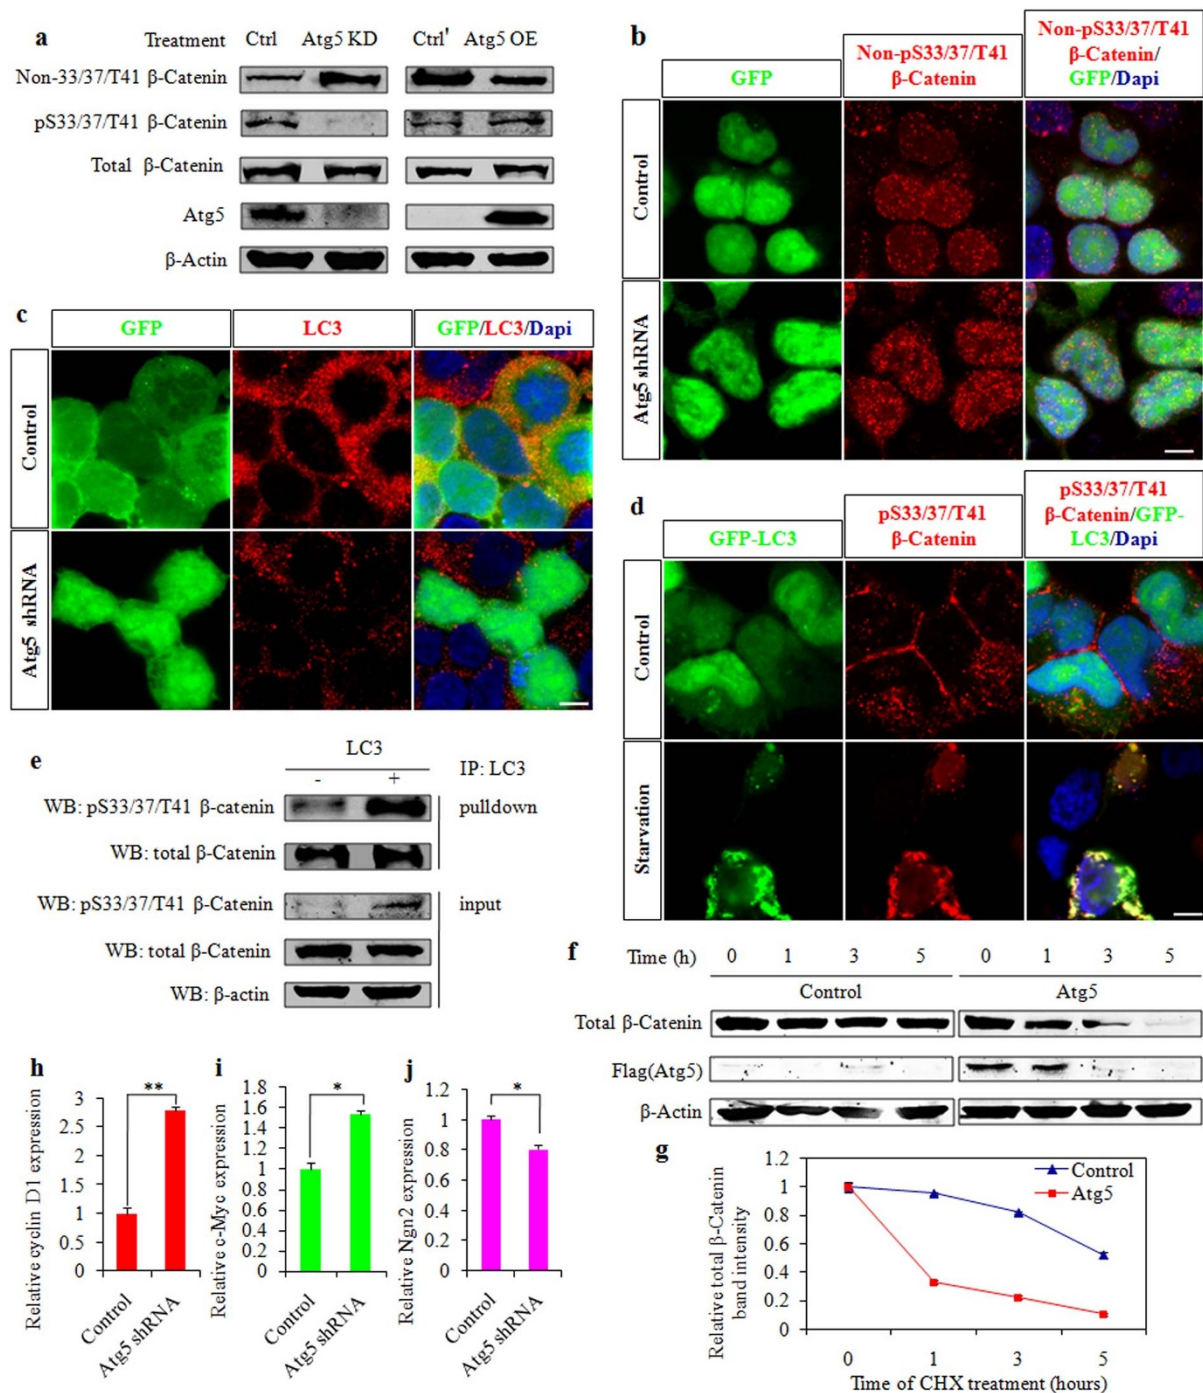 a
Treatment Ctrl Atg5 KD Ctrl' Atg5 OE
Non-33/37/T41 β-Catenin
pS33/37/T41 β-Catenin
Total β-Catenin
Atg5
β-Actin
b
GFP
Non-pS33/37/T41
β-Catenin
Non-pS33/37/T41
β-Catenin/
GFP/Dapi
Control
Atg5 shRNA
c
GFP LC3 GFP/LC3/Dapi
Control
Atg5 shRNA
d
GFP-LC3
pS33/37/T41
β-Catenin
pS33/37/T41
β-Catenin/GFP-
LC3/Dapi
Control
Starvation
e
LC3
- + IP: LC3
WB: pS33/37/T41 β-catenin pulldown
WB: total β-Catenin
WB: pS33/37/T41 β-Catenin input
WB: total β-Catenin
WB: β-actin
f
Time (h) 0 1 3 5 0 1 3 5
Control Atg5
Total β-Catenin
Flag(Atg5)
β-Actin
g
Relative total β-Catenin
band intensity
1.2
1
0.8
0.6
0.4
0.2
0
Control
Atg5
0 1 3 5
Time of CHX treatment (hours)
h
Relative cyclin D1 expression
**
3
2.5
2
1.5
1
0.5
0
Control
Atg5 shRNA
i
Relative c-Myc expression
*
1.8
1.6
1.4
1.2
1
0.8
0.6
0.4
0.2
0
Control
Atg5 shRNA
j
Relative Ngn2 expression
*
1.2
1
0.8
0.6
0.4
0.2
0
Control
Atg5 shRNA